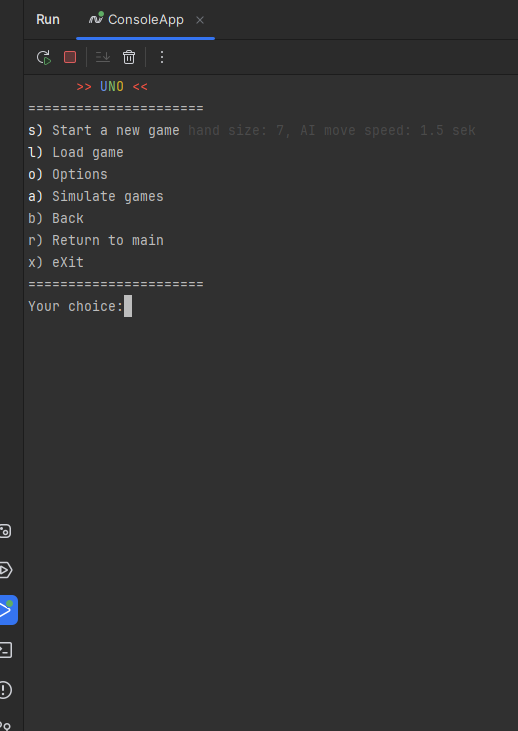 Run ConsoleApp
>> UNO <<
======================
s) Start a new game hand size: 7, AI move speed: 1.5 sek
l) Load game
o) Options
a) Simulate games
b) Back
r) Return to main
x) eXit
======================
Your choice: